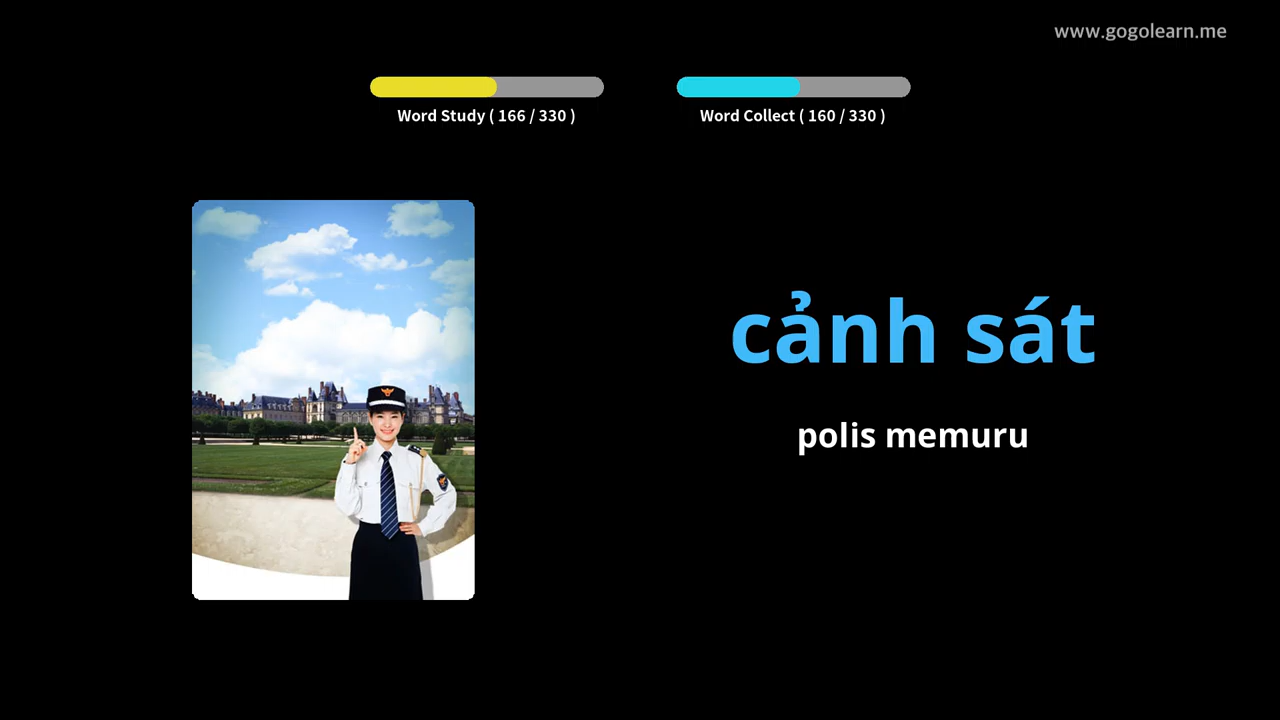 www.gogolearn.me
Word Study ( 166 / 330 )
Word Collect ( 160 / 330 )
cảnh sát
polis memuru